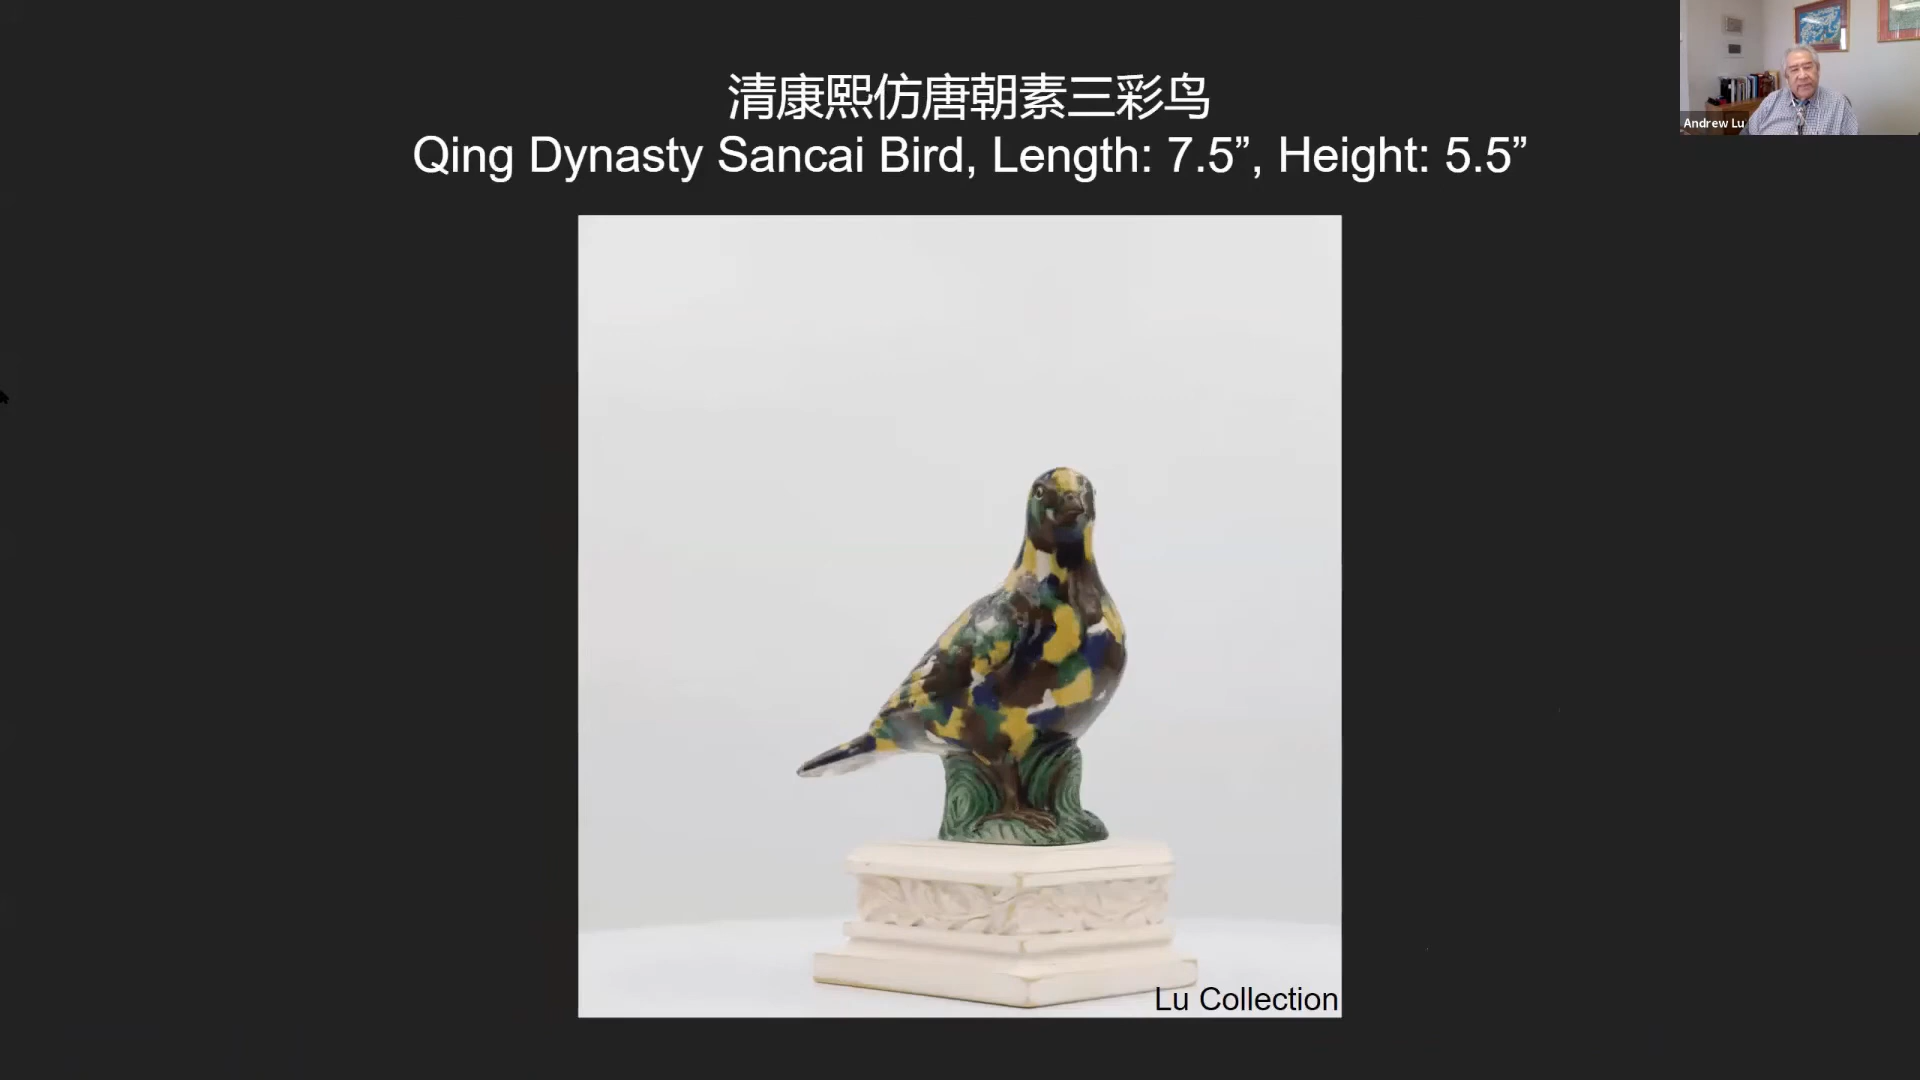 清康熙仿唐朝素三彩鸟
Qing Dynasty Sancai Bird, Length: 7.5”, Height: 5.5”
Andrew Lu
Lu Collection